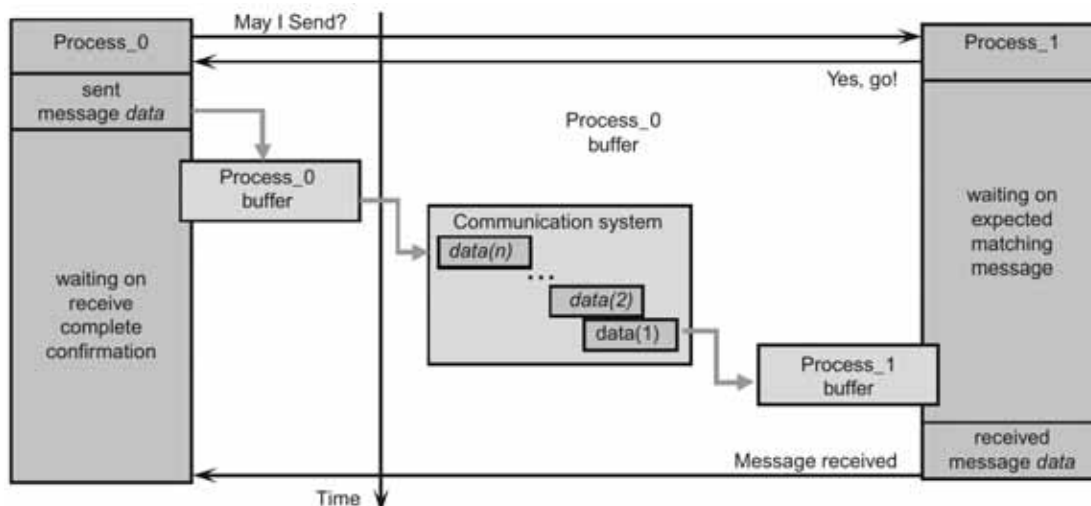 May I Send?
Process_0
Process_1
Yes, go!
sent
message data
Process_0
buffer
Process_0
buffer
Communication system
data(n)
...
data(2)
data(1)
waiting on
expected
matching
message
waiting on
receive
complete
confirmation
Process_1
buffer
received
message data
Message received
Time